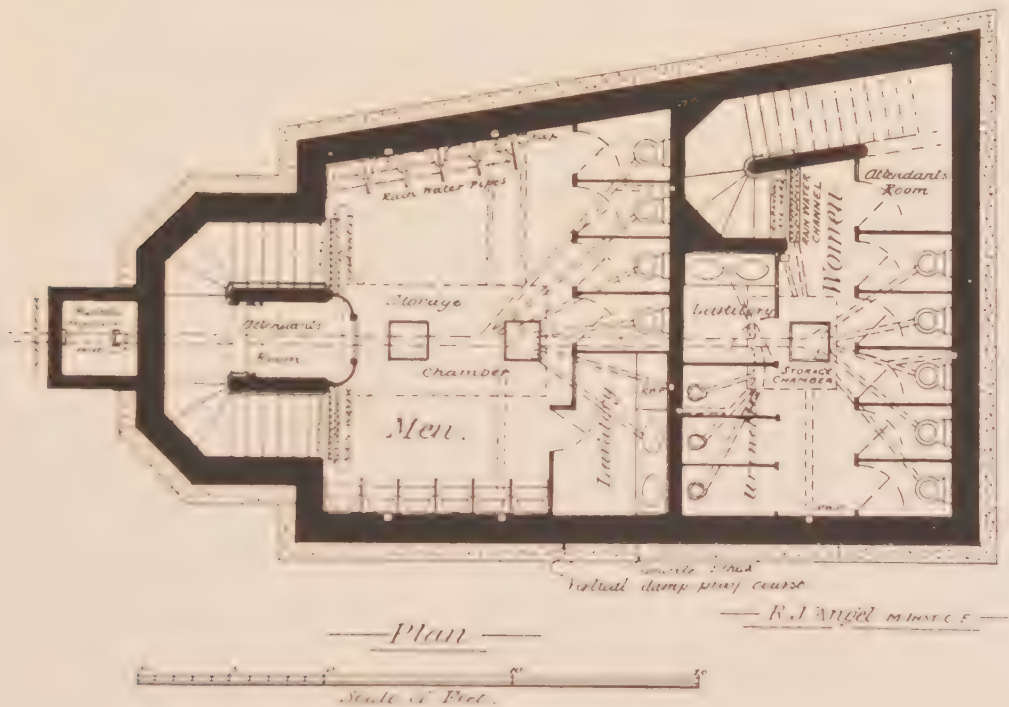 Rain Water Pipes
Attendants
Room
RAIN WATER
CHANNEL
Women
Storage
Chamber
Attendants
Room
Lavatory
STORAGE
CHAMBER
Men.
Lavatory
Urinettes
Vertical damp proof course
R. J. Angel M. INST. C. E.
Plan
Scale of Feet.